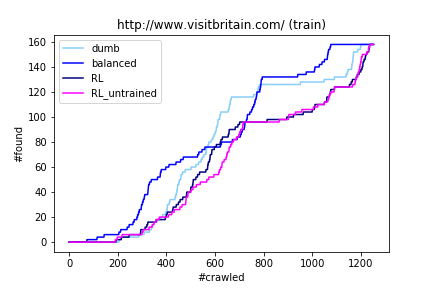 http://www.visitbritain.com/ (train)
dumb
balanced
RL
RL_untrained
#found
160
140
120
100
80
60
40
20
0
0 200 400 600 800 1000 1200
#crawled